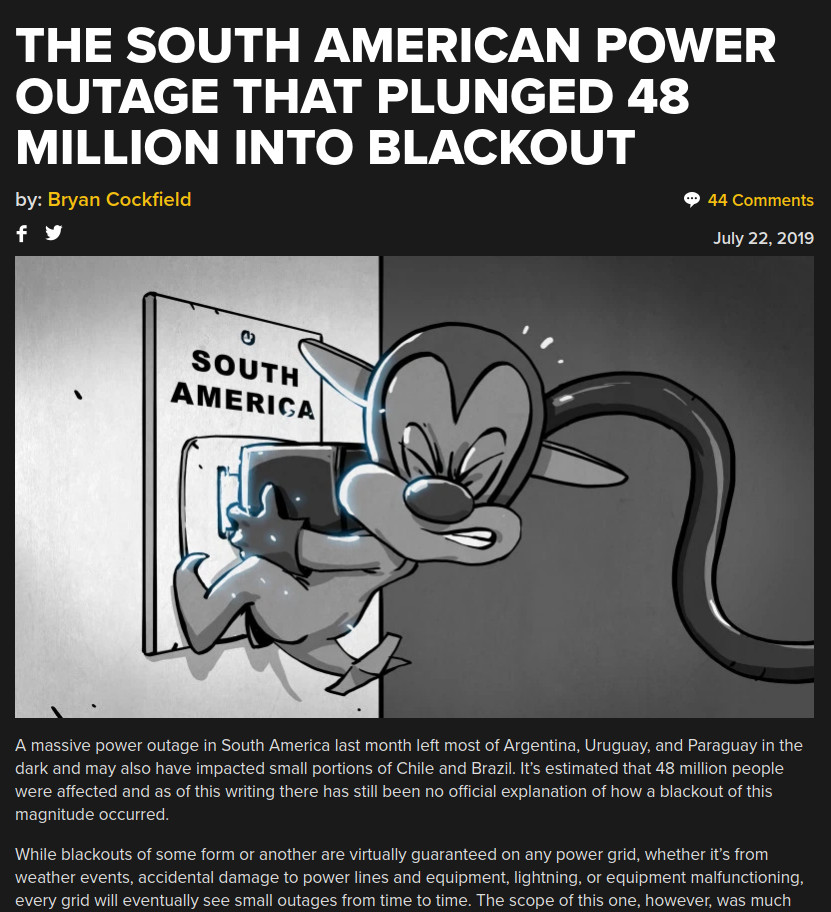 THE SOUTH AMERICAN POWER
OUTAGE THAT PLUNGED 48
MILLION INTO BLACKOUT
by: Bryan Cockfield
44 Comments
July 22, 2019
SOUTH
AMERICA
A massive power outage in South America last month left most of Argentina, Uruguay, and Paraguay in the
dark and may also have impacted small portions of Chile and Brazil. It’s estimated that 48 million people
were affected and as of this writing there has still been no official explanation of how a blackout of this
magnitude occurred.
While blackouts of some form or another are virtually guaranteed on any power grid, whether it’s from
weather events, accidental damage to power lines and equipment, lightning, or equipment malfunctioning,
every grid will eventually see small outages from time to time. The scope of this one, however, was much